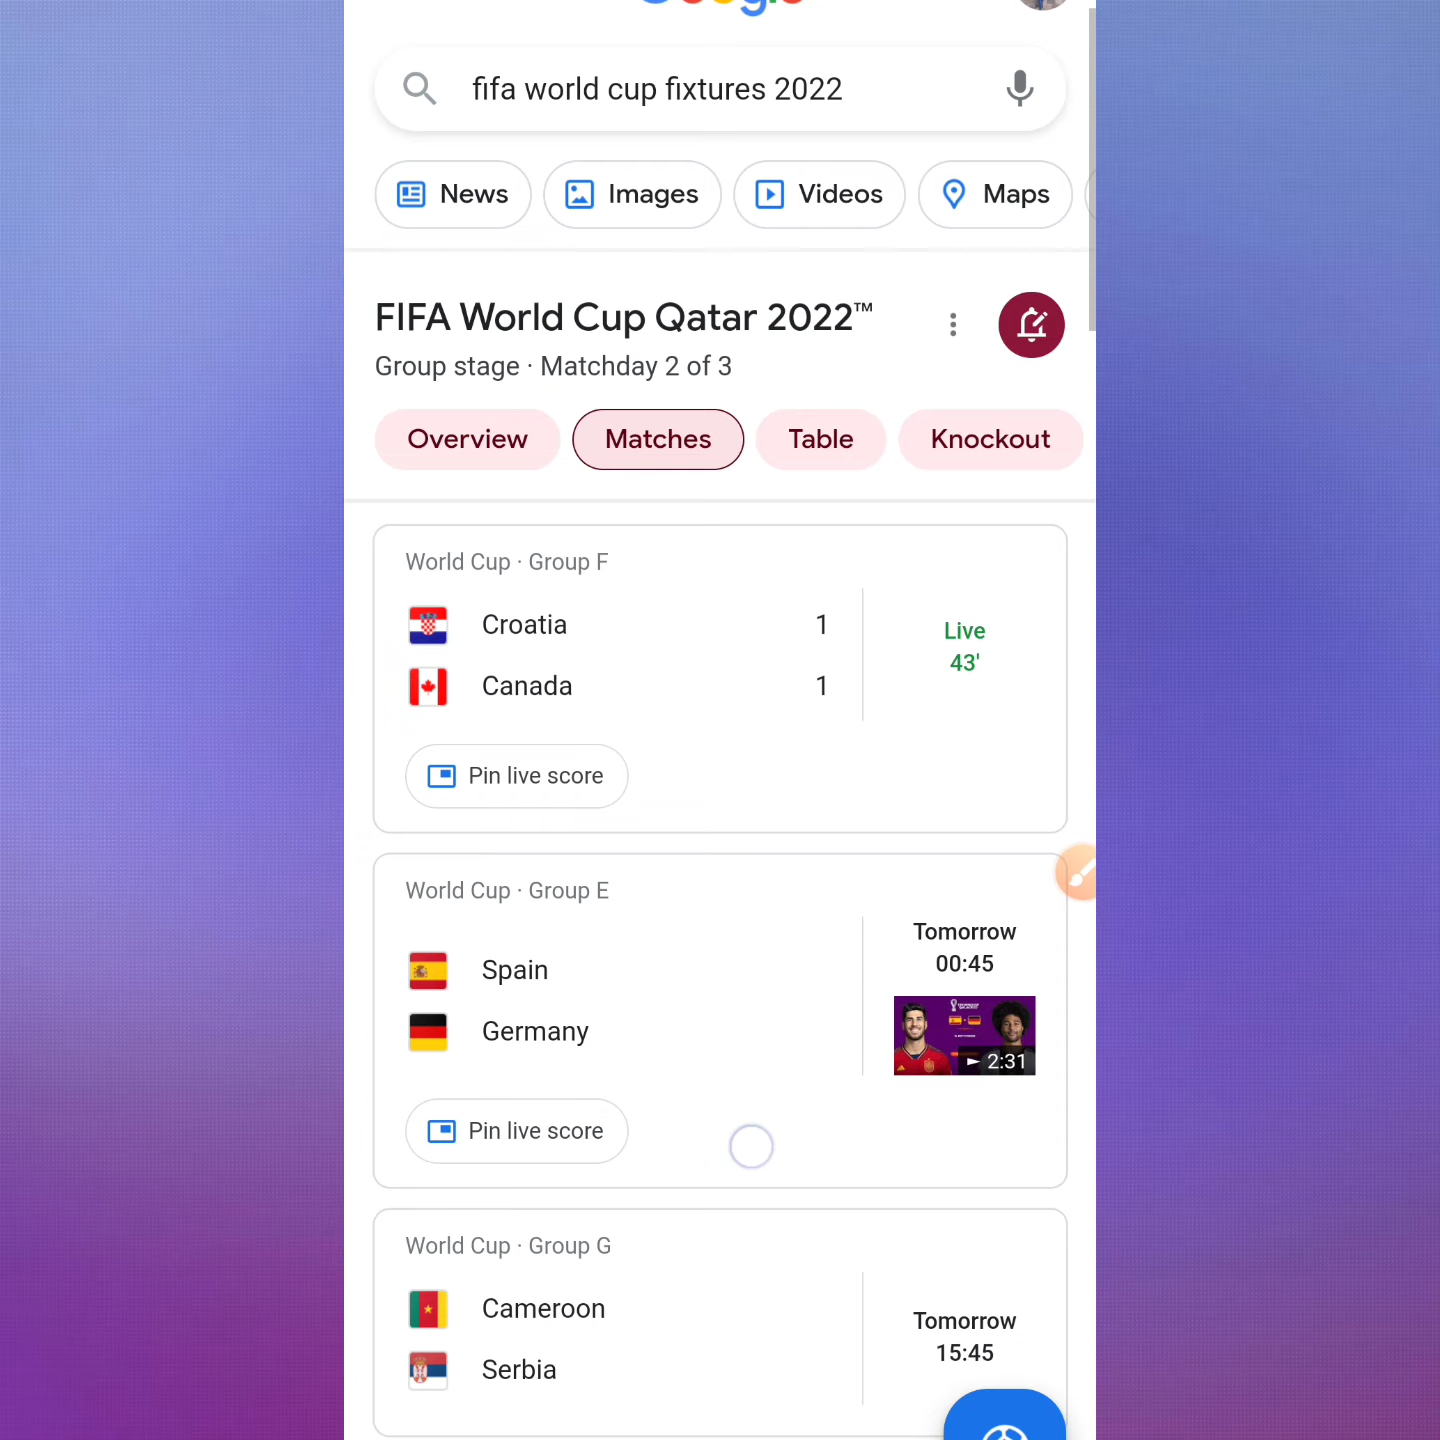 fifa world cup fixtures 2022
News Images Videos Maps
FIFA World Cup Qatar 2022™
Group stage · Matchday 2 of 3
Overview Matches Table Knockout
World Cup · Group F
Croatia 1
Canada 1
Live
43'
Pin live score
World Cup · Group E
Tomorrow
00:45
Spain
Germany
2:31
Pin live score
World Cup · Group G
Cameroon
Serbia
Tomorrow
15:45